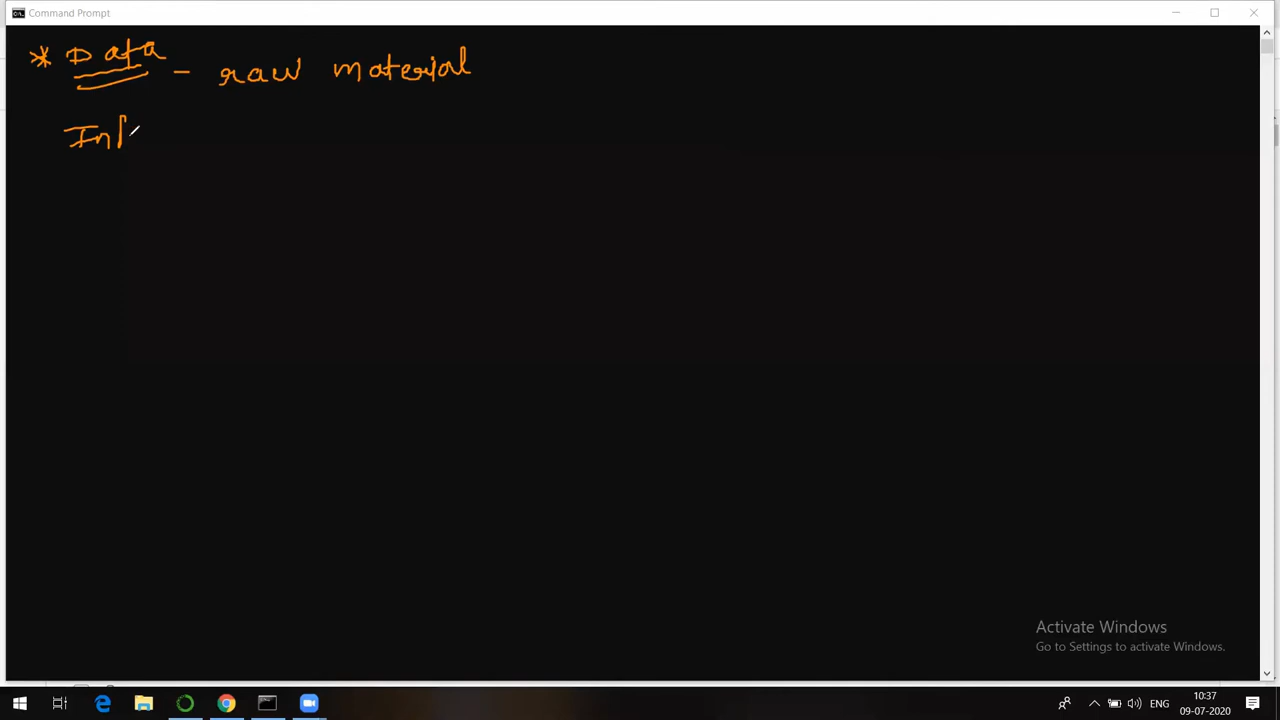 Command Prompt
* Data - raw material
Inf
Activate Windows
Go to Settings to activate Windows.
ENG
10:37
09-07-2020